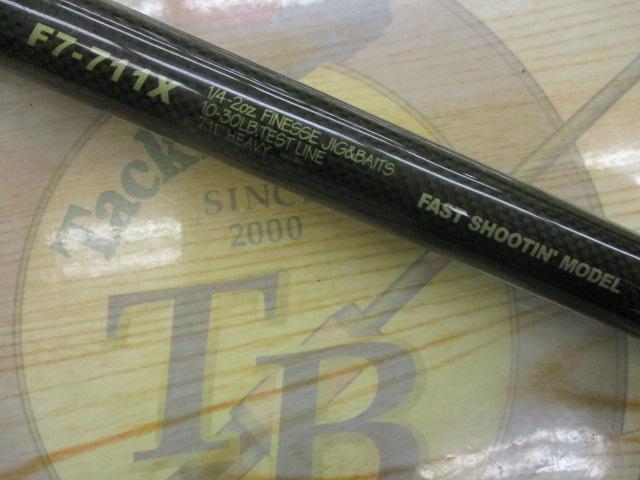 F7-711X
1/4-2oz. FINESSE JIG&BAITS
10-30LB.TEST LINE
7'11" HEAVY
FAST SHOOTIN' MODEL
Tackle
SINCE
2000
TB